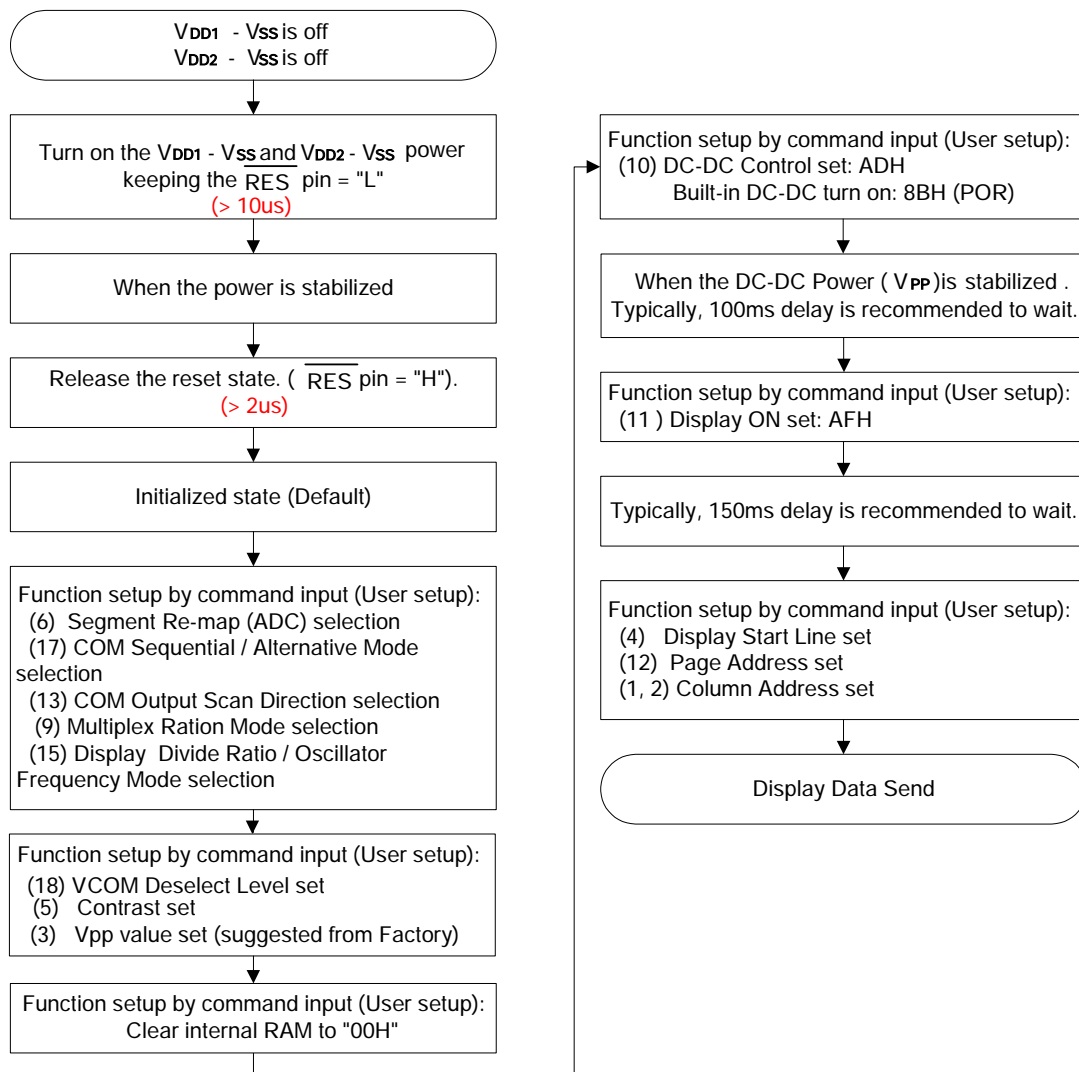 VDD1 - VSS is off
VDD2 - VSS is off
Turn on the VDD1 - VSS and VDD2 - VSS power
keeping the RES pin = "L"
(> 10us)
When the power is stabilized
Release the reset state. ( RES pin = "H").
(> 2us)
Initialized state (Default)
Function setup by command input (User setup):
(6) Segment Re-map (ADC) selection
(17) COM Sequential / Alternative Mode
selection
(13) COM Output Scan Direction selection
(9) Multiplex Ration Mode selection
(15) Display Divide Ratio / Oscillator
Frequency Mode selection
Function setup by command input (User setup):
(18) VCOM Deselect Level set
(5) Contrast set
(3) Vpp value set (suggested from Factory)
Function setup by command input (User setup):
Clear internal RAM to "00H"
Function setup by command input (User setup):
(10) DC-DC Control set: ADH
Built-in DC-DC turn on: 8BH (POR)
When the DC-DC Power ( VPP )is stabilized .
Typically, 100ms delay is recommended to wait.
Function setup by command input (User setup):
(11 ) Display ON set: AFH
Typically, 150ms delay is recommended to wait.
Function setup by command input (User setup):
(4) Display Start Line set
(12) Page Address set
(1, 2) Column Address set
Display Data Send